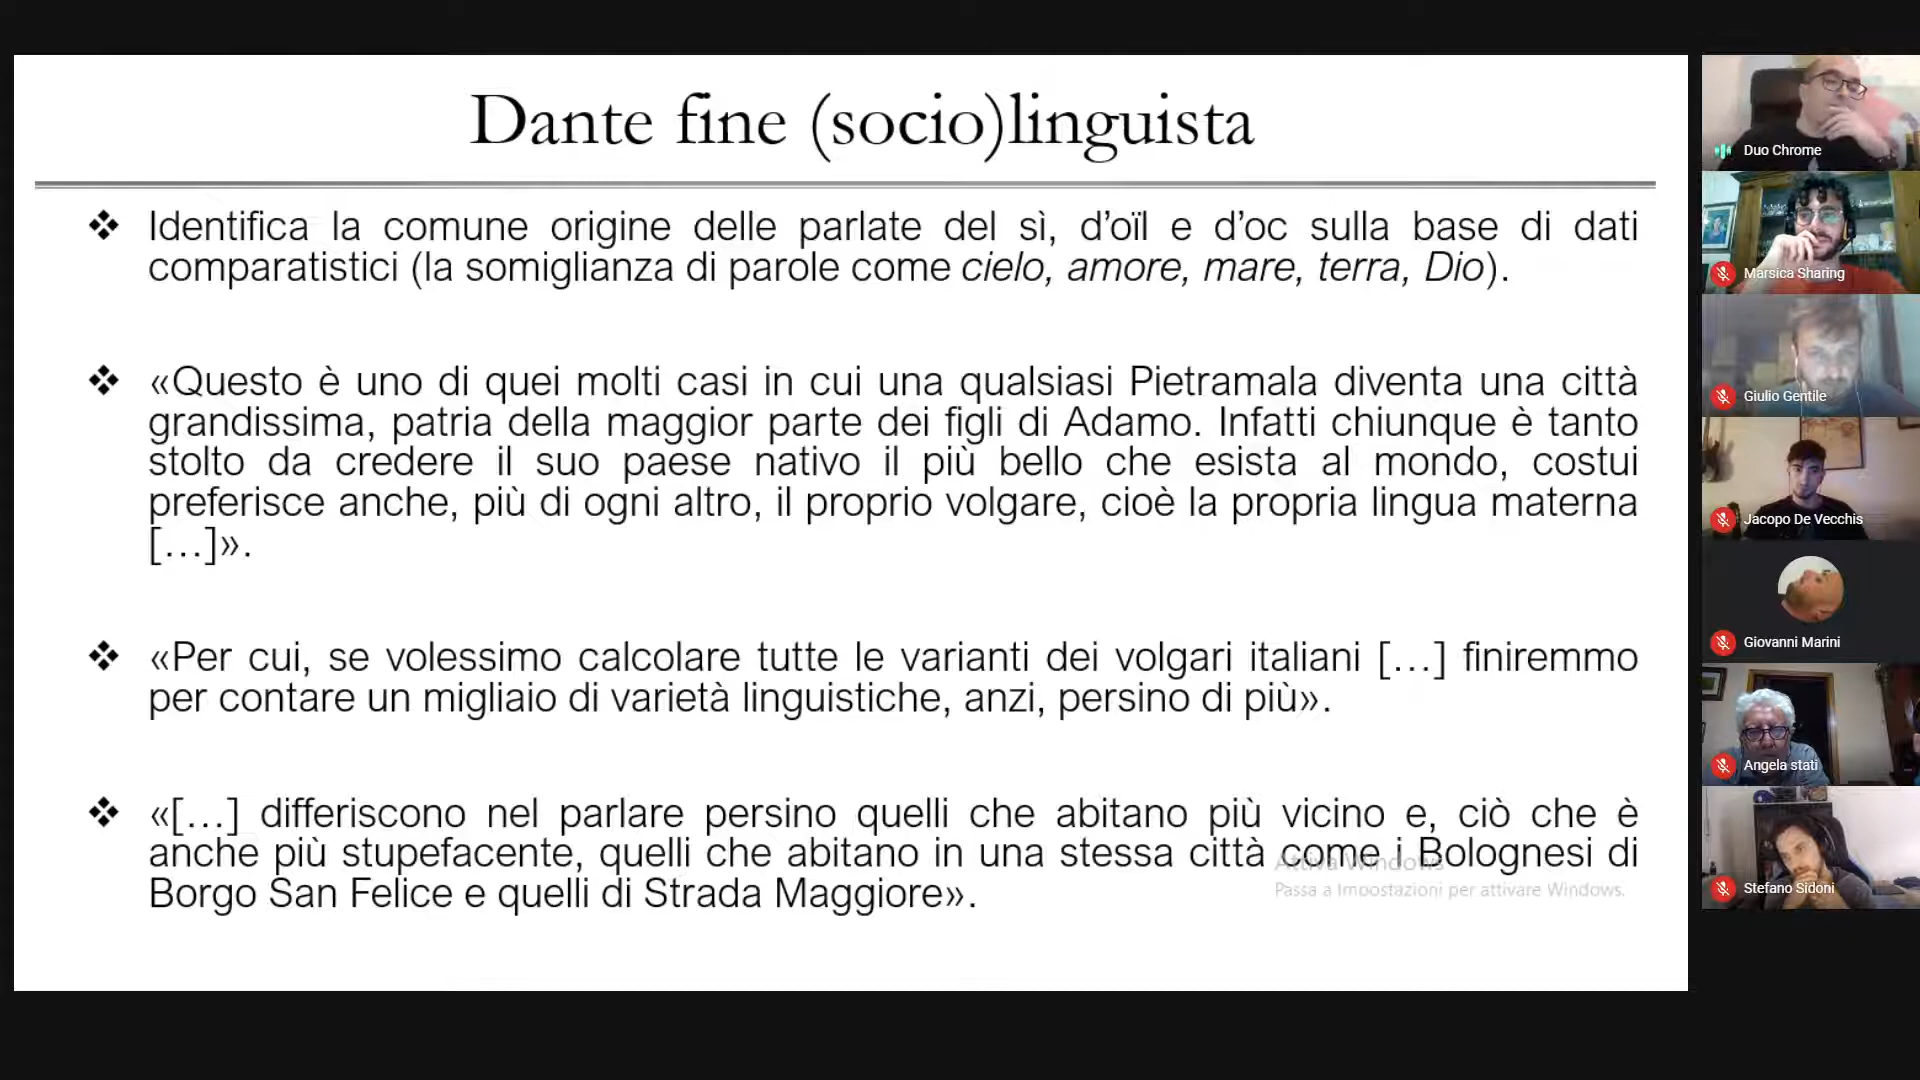 Dante fine (socio)linguista
Identifica la comune origine delle parlate del sì, d’oïl e d’oc sulla base di dati
comparatistici (la somiglianza di parole come cielo, amore, mare, terra, Dio).
«Questo è uno di quei molti casi in cui una qualsiasi Pietramala diventa una città
grandissima, patria della maggior parte dei figli di Adamo. Infatti chiunque è tanto
stolto da credere il suo paese nativo il più bello che esista al mondo, costui
preferisce anche, più di ogni altro, il proprio volgare, cioè la propria lingua materna
[…]».
«Per cui, se volessimo calcolare tutte le varianti dei volgari italiani […] finiremmo
per contare un migliaio di varietà linguistiche, anzi, persino di più».
«[…] differiscono nel parlare persino quelli che abitano più vicino e, ciò che è
anche più stupefacente, quelli che abitano in una stessa città come i Bolognesi di
Borgo San Felice e quelli di Strada Maggiore».
Attiva Windows
Passa a Impostazioni per attivare Windows.
Duo Chrome
Marsica Sharing
Giulio Gentile
Jacopo De Vecchis
Giovanni Marini
Angela stati
Stefano Sidoni